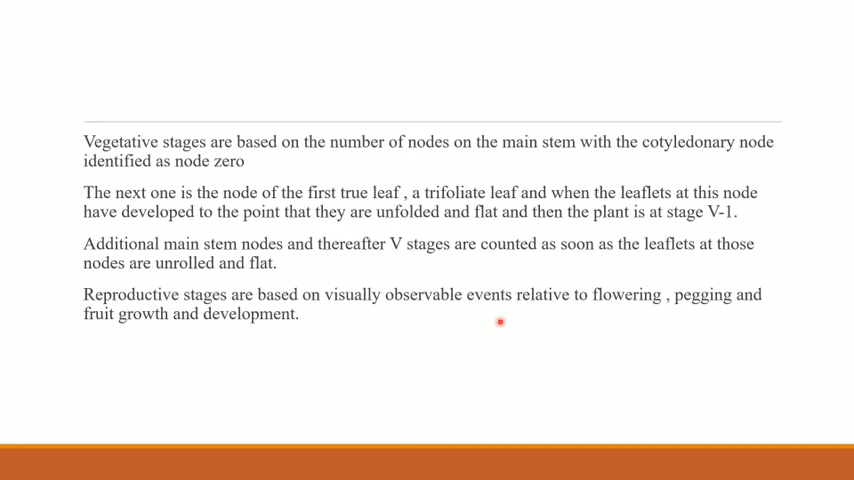 Vegetative stages are based on the number of nodes on the main stem with the cotyledonary node
identified as node zero
The next one is the node of the first true leaf , a trifoliate leaf and when the leaflets at this node
have developed to the point that they are unfolded and flat and then the plant is at stage V-1.
Additional main stem nodes and thereafter V stages are counted as soon as the leaflets at those
nodes are unrolled and flat.
Reproductive stages are based on visually observable events relative to flowering , pegging and
fruit growth and development.